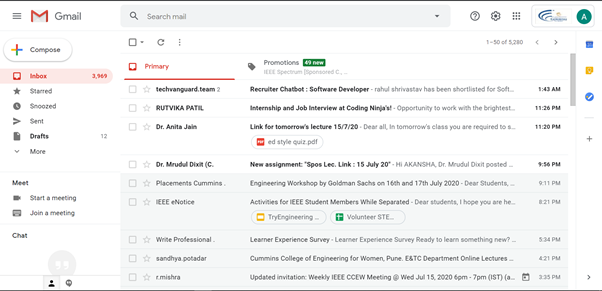 Gmail
Search mail
A
Compose
1–50 of 5,280
Inbox 3,969
Starred
Snoozed
Sent
Drafts 12
More
Meet
Start a meeting
Join a meeting
Chat
Primary
Promotions 49 new
IEEE Spectrum (Sponsored C...
techvanguard.team 2 Recruiter Chatbot : Software Developer - rahul shrivastav has been shortlisted for Soft... 1:43 AM
RUTVIKA PATIL Internship and Job Interview at Coding Ninja's! - Opportunity to work with the brightest... 11:26 PM
Dr. Anita Jain Link for tomorrow's lecture 15/7/20 - Dear all, In tomorrow's class you are required to a... 11:20 PM
PDF ed style quiz.pdf
Dr. Mrudul Dixit (C. New assignment: "Spos Lec. Link : 15 July 20" - Hi AKANSHA, Dr. Mrudul Dixit posted a ne... 9:56 PM
Placements Cummins . Engineering Workshop by Goldman Sachs on 16th and 17th July 2020 - Dear Students, ... 9:11 PM
IEEE eNotice Activities for IEEE Student Members While Separated - Dear students, I hope you are he... 8:21 PM
TryEngineering ... Volunteer STE...
Write Professional . Learner Experience Survey - Learner Experience Survey Ready to learn something new? ... 5:34 PM
sandhya.potadar Cummins College of Engineering for Women, Pune. E&TC Department Online Lectures ... 4:21 PM
r.mishra Updated invitation: Weekly IEEE CCEW Meeting @ Wed Jul 15, 2020 6pm - 7pm (IST) (a... 3:35 PM